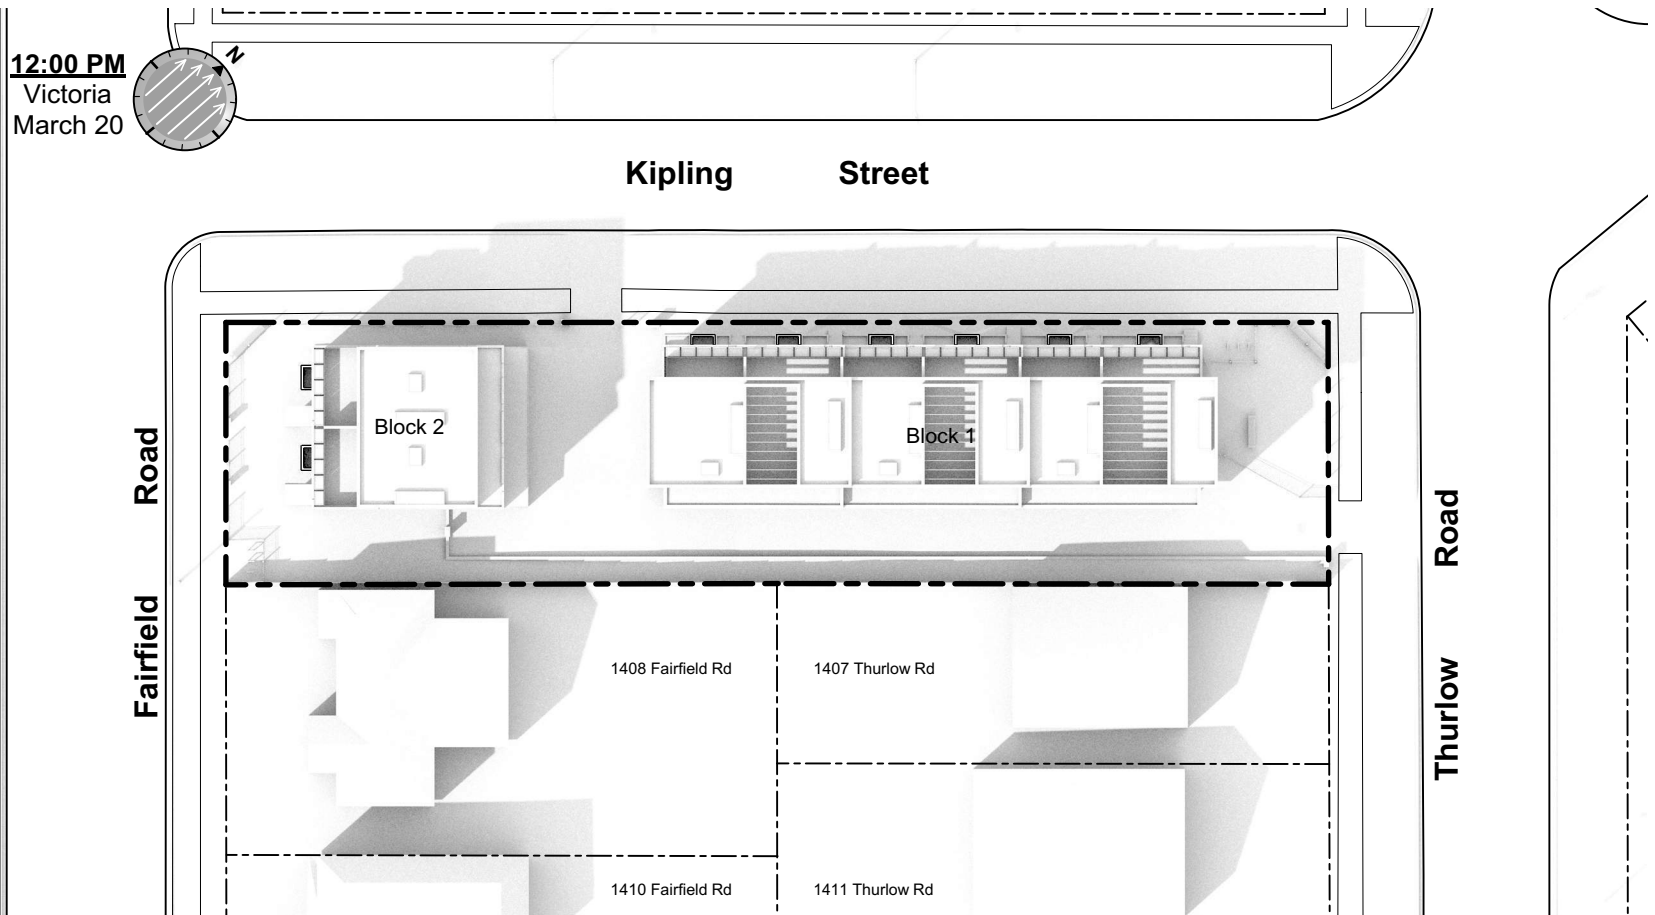 N
12:00 PM
Victoria
March 20
Kipling Street
Block 2
Block 1
Fairfield Road
Thurlow Road
1408 Fairfield Rd
1407 Thurlow Rd
1410 Fairfield Rd
1411 Thurlow Rd